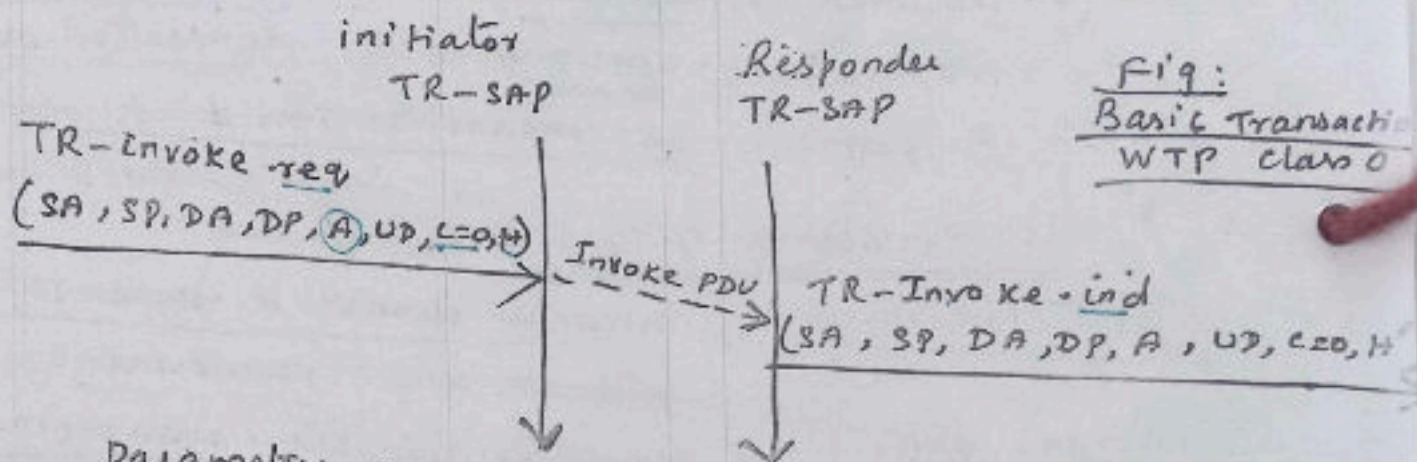 initiator
TR-SAP
Responder
TR-SAP
Fig:
Basic Transacti
WTP Class 0
TR-invoke req
(SA, SP, DA, DP, A, UD, C=0, H)
Invoke PDU
TR-Invoke.ind
(SA, SP, DA, DP, A, UD, C=0, H'